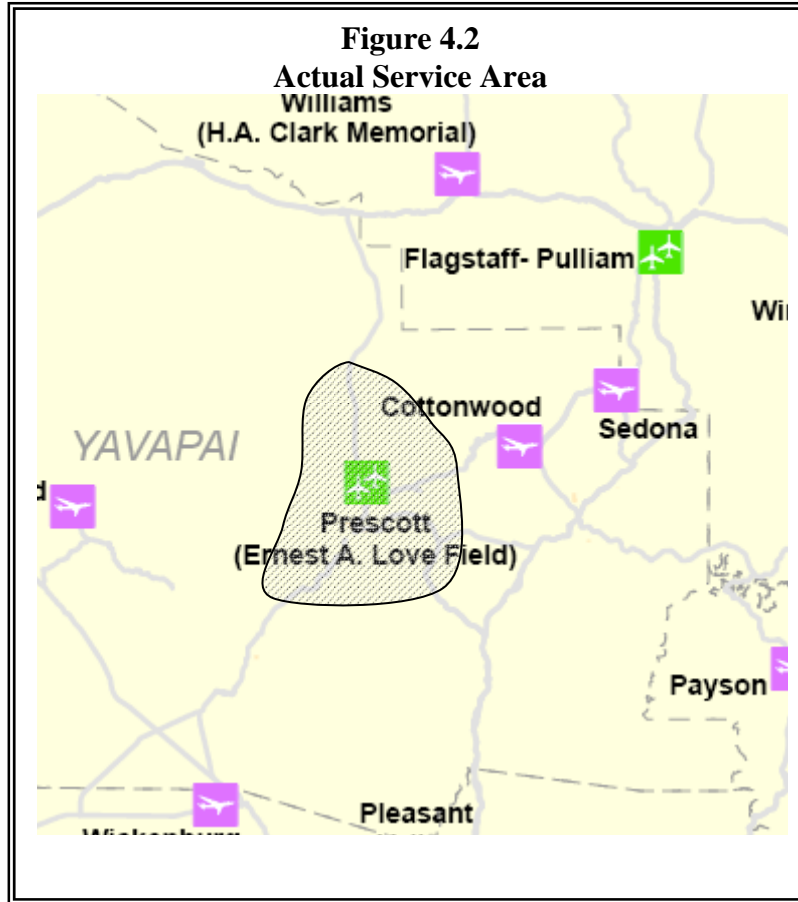 Figure 4.2
Actual Service Area
Williams
(H.A. Clark Memorial)
Flagstaff- Pulliam
Cottonwood
Sedona
YAVAPAI
Prescott
(Ernest A. Love Field)
Payson
Pleasant